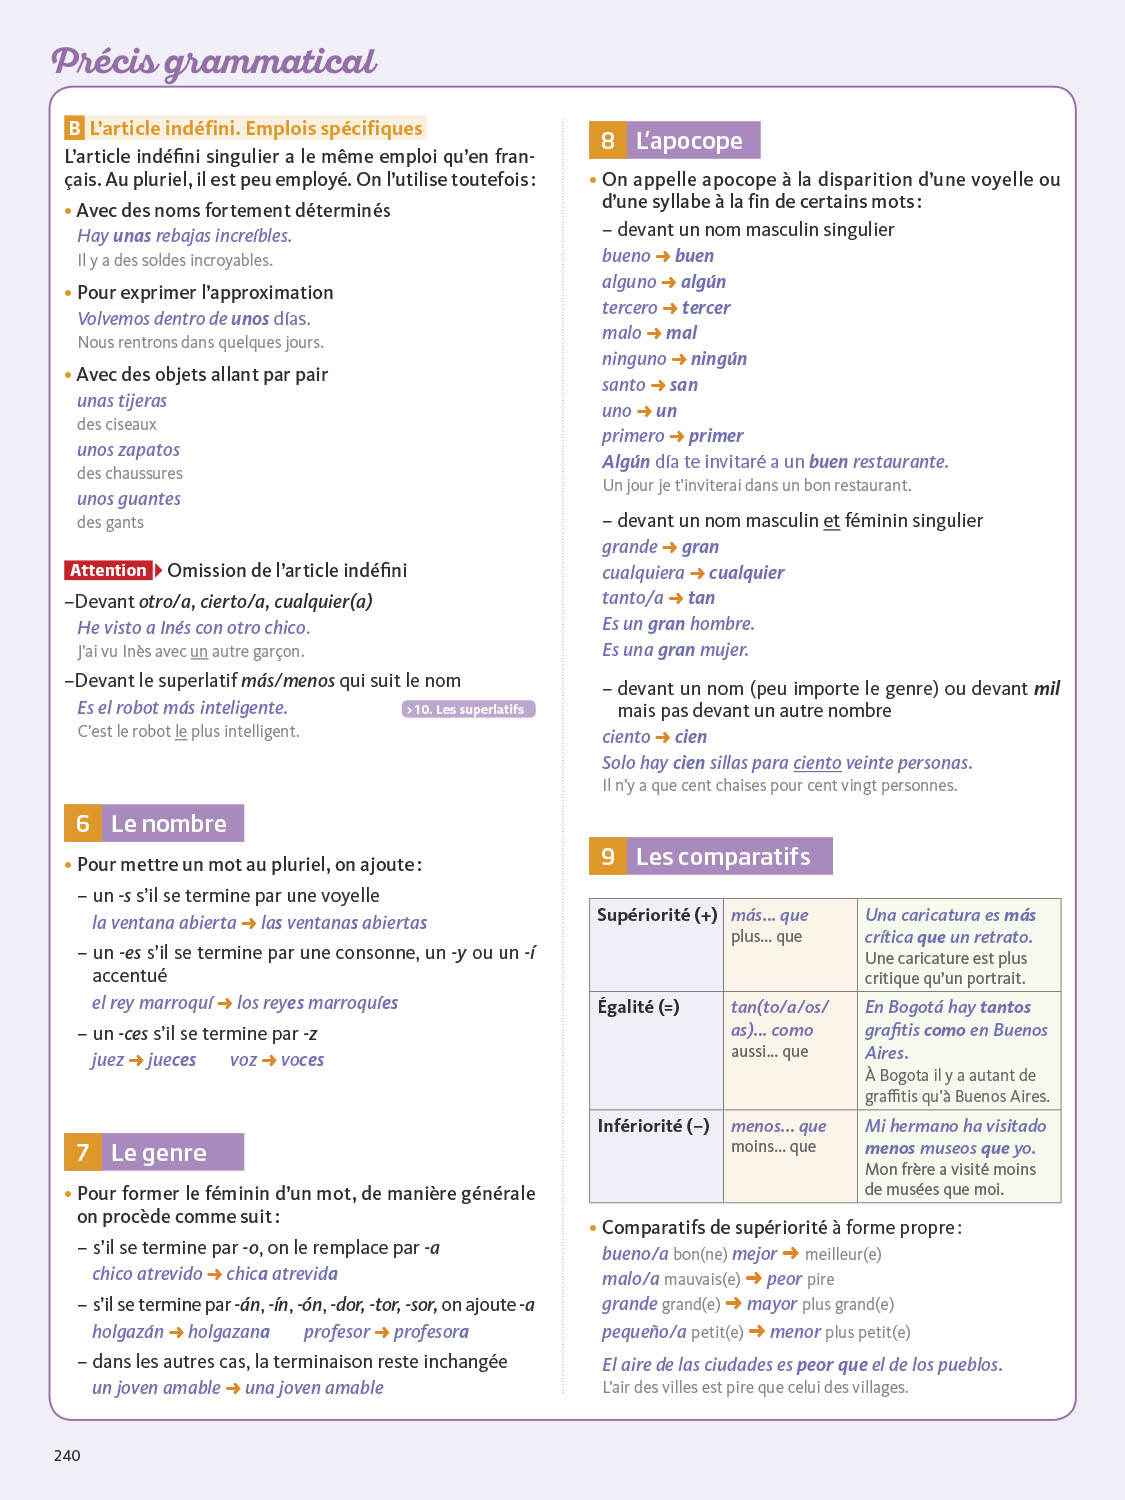 Précis grammatical
B L'article indéfini. Emplois spécifiques
L'article indéfini singulier a le même emploi qu'en fran-
çais. Au pluriel, il est peu employé. On l'utilise toutefois :
• Avec des noms fortement déterminés
Hay unas rebajas increíbles.
Il y a des soldes incroyables.
• Pour exprimer l'approximation
Volvemos dentro de unos días.
Nous rentrons dans quelques jours.
• Avec des objets allant par pair
unas tijeras
des ciseaux
unos zapatos
des chaussures
unos guantes
des gants
Attention Omission de l'article indéfini
–Devant otro/a, cierto/a, cualquier(a)
He visto a Inés con otro chico.
J'ai vu Inès avec un autre garçon.
–Devant le superlatif más/menos qui suit le nom
Es el robot más inteligente. >10. Les superlatifs
C'est le robot le plus intelligent.
6 Le nombre
• Pour mettre un mot au pluriel, on ajoute :
– un -s s'il se termine par une voyelle
la ventana abierta ➜ las ventanas abiertas
– un -es s'il se termine par une consonne, un -y ou un -í
accentué
el rey marroquí ➜ los reyes marroquíes
– un -ces s'il se termine par -z
juez ➜ jueces voz ➜ voces
7 Le genre
• Pour former le féminin d'un mot, de manière générale
on procède comme suit :
– s'il se termine par -o, on le remplace par -a
chico atrevido ➜ chica atrevida
– s'il se termine par -án, -ín, -ón, -dor, -tor, -sor, on ajoute -a
holgazán ➜ holgazana profesor ➜ profesora
– dans les autres cas, la terminaison reste inchangée
un joven amable ➜ una joven amable
8 L'apocope
• On appelle apocope à la disparition d'une voyelle ou
d'une syllabe à la fin de certains mots :
– devant un nom masculin singulier
bueno ➜ buen
alguno ➜ algún
tercero ➜ tercer
malo ➜ mal
ninguno ➜ ningún
santo ➜ san
uno ➜ un
primero ➜ primer
Algún día te invitaré a un buen restaurante.
Un jour je t'inviterai dans un bon restaurant.
– devant un nom masculin et féminin singulier
grande ➜ gran
cualquiera ➜ cualquier
tanto/a ➜ tan
Es un gran hombre.
Es una gran mujer.
– devant un nom (peu importe le genre) ou devant mil
mais pas devant un autre nombre
ciento ➜ cien
Solo hay cien sillas para ciento veinte personas.
Il n'y a que cent chaises pour cent vingt personnes.
9 Les comparatifs
Supériorité (+)
más... que
plus... que
Una caricatura es más
crítica que un retrato.
Une caricature est plus
critique qu'un portrait.
Égalité (=)
tan(to/a/os/
as)... como
aussi... que
En Bogotá hay tantos
grafitis como en Buenos
Aires.
À Bogota il y a autant de
graffitis qu'à Buenos Aires.
Infériorité (–)
menos... que
moins... que
Mi hermano ha visitado
menos museos que yo.
Mon frère a visité moins
de musées que moi.
• Comparatifs de supériorité à forme propre :
bueno/a bon(ne) mejor ➜ meilleur(e)
malo/a mauvais(e) ➜ peor pire
grande grand(e) ➜ mayor plus grand(e)
pequeño/a petit(e) ➜ menor plus petit(e)
El aire de las ciudades es peor que el de los pueblos.
L'air des villes est pire que celui des villages.
240